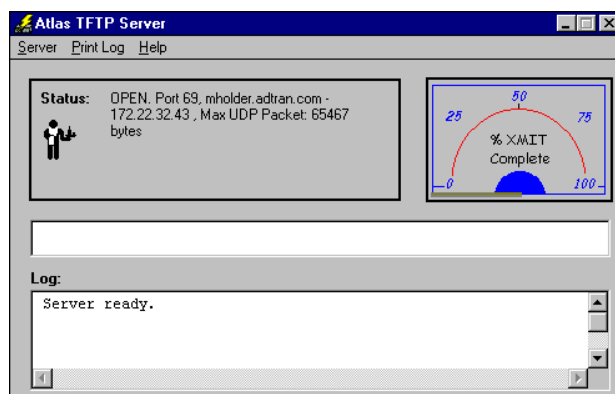 Atlas TFTP Server
Server Print Log Help
Status: OPEN. Port 69, mholder.adtran.com -
172.22.32.43 , Max UDP Packet: 65467
bytes
50
25 75
% XMIT
Complete
0 100
Log:
Server ready.